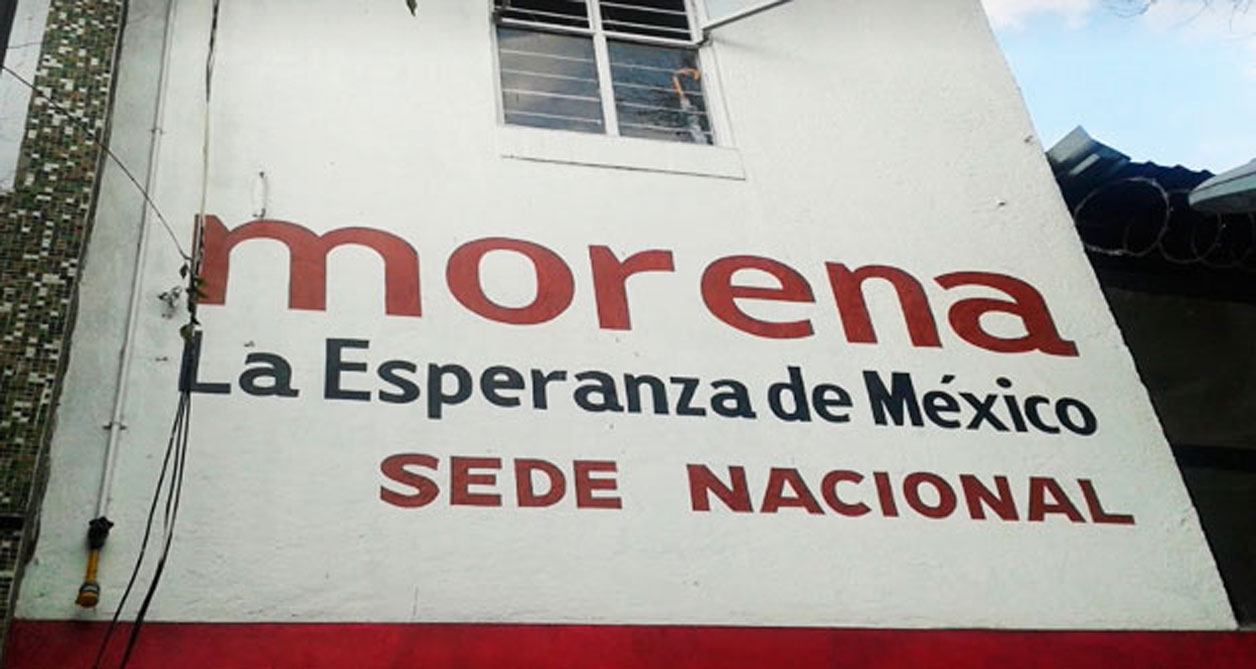 morena
La Esperanza de México
SEDE NACIONAL